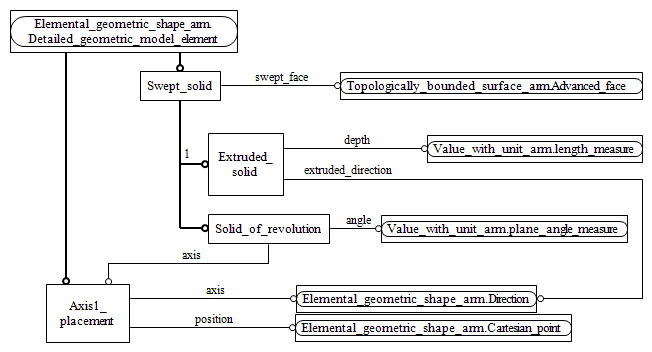 Elemental_geometric_shape_arm.
Detailed_geometric_model_element
swept_face
Swept_solid
Topologically_bounded_surface_arm.Advanced_face
depth
1
Extruded_
solid
Value_with_unit_arm.length_measure
extruded_direction
angle
Solid_of_revolution
Value_with_unit_arm.plane_angle_measure
axis
axis
Axis1_
placement
Elemental_geometric_shape_arm.Direction
position
Elemental_geometric_shape_arm.Cartesian_point